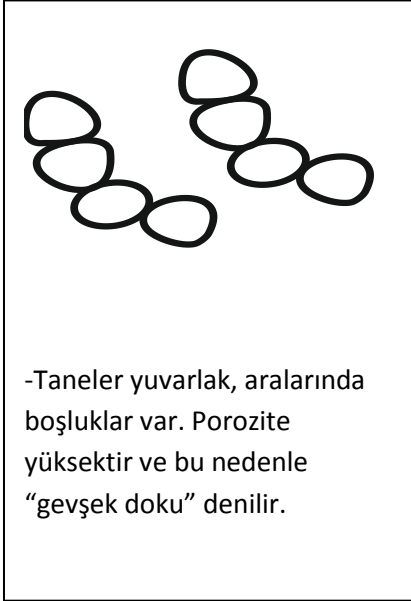 -Taneler yuvarlak, aralarında
boşluklar var. Porozite
yüksektir ve bu nedenle
“gevşek doku” denilir.